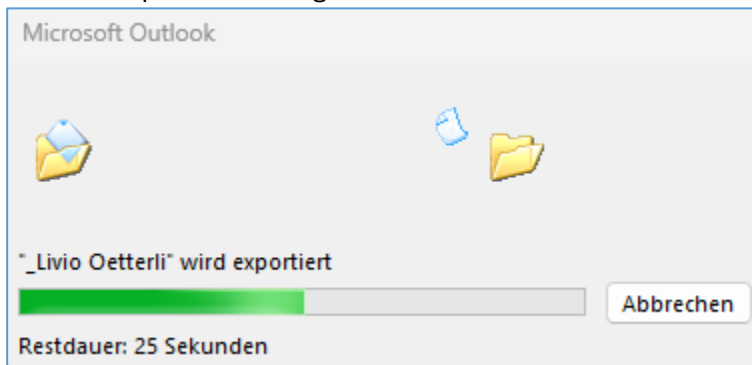 Microsoft Outlook
"_Livio Oetterli" wird exportiert
Abbrechen
Restdauer: 25 Sekunden